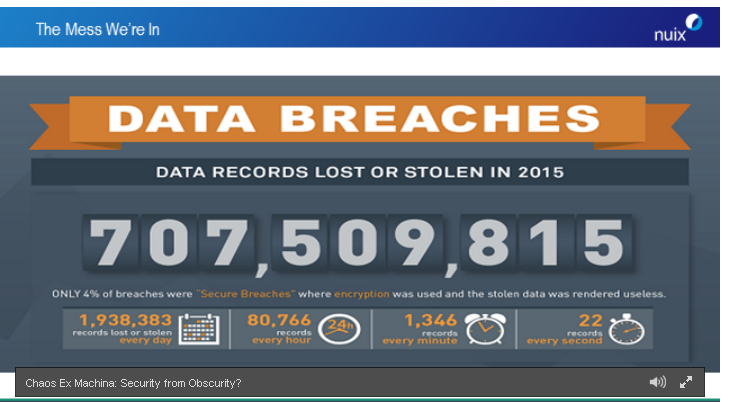 The Mess We're In
nuix
DATA BREACHES
DATA RECORDS LOST OR STOLEN IN 2015
707,509,815
ONLY 4% of breaches were "Secure Breaches" where encryption was used and the stolen data was rendered useless.
1,938,383
records lost or stolen
every day
80,766
records
every hour
24h
1,346
records
every minute
22
records
every second
Chaos Ex Machina: Security from Obscurity?